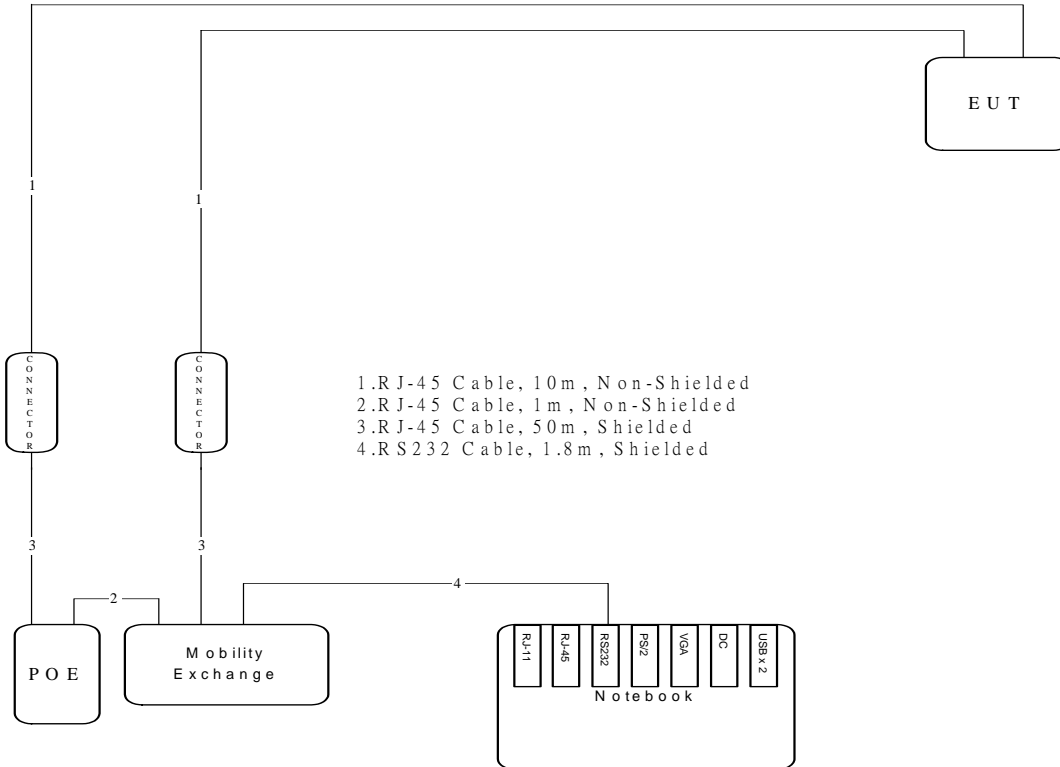 EUT
1
1
CONNECTOR
CONNECTOR
1.RJ-45 Cable, 10m, Non-Shielded
2.RJ-45 Cable, 1m, Non-Shielded
3.RJ-45 Cable, 50m, Shielded
4.RS232 Cable, 1.8m, Shielded
3
3
4
2
POE
Mobility
Exchange
RJ-11
RJ-45
RS232
PS/2
VGA
DC
USB x 2
Notebook